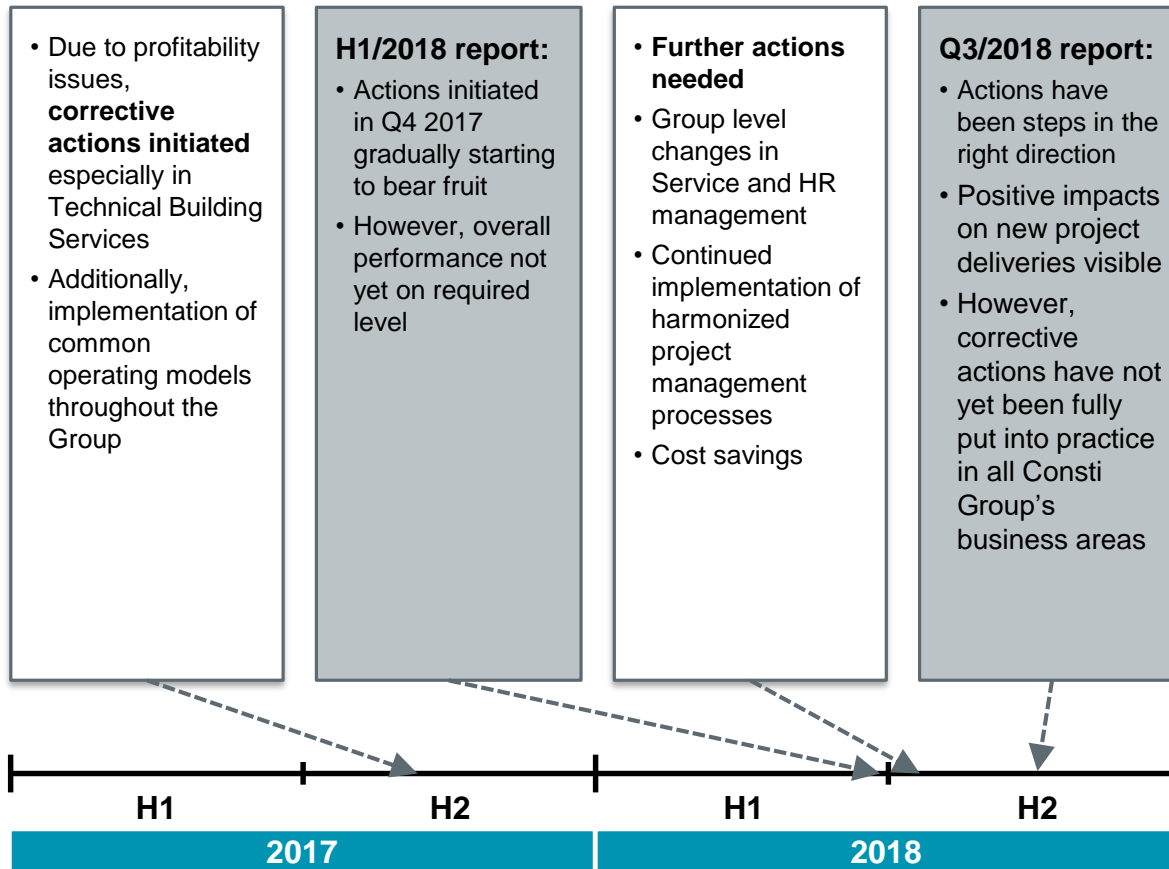 • Due to profitability
issues,
corrective
actions initiated
especially in
Technical Building
Services
• Additionally,
implementation of
common
operating models
throughout the
Group
H1/2018 report:
• Actions initiated
in Q4 2017
gradually starting
to bear fruit
• However, overall
performance not
yet on required
level
• Further actions
needed
• Group level
changes in
Service and HR
management
• Continued
implementation of
harmonized
project
management
processes
• Cost savings
Q3/2018 report:
• Actions have
been steps in the
right direction
• Positive impacts
on new project
deliveries visible
• However,
corrective
actions have not
yet been fully
put into practice
in all Consti
Group’s
business areas
H1
H2
H1
H2
2017
2018